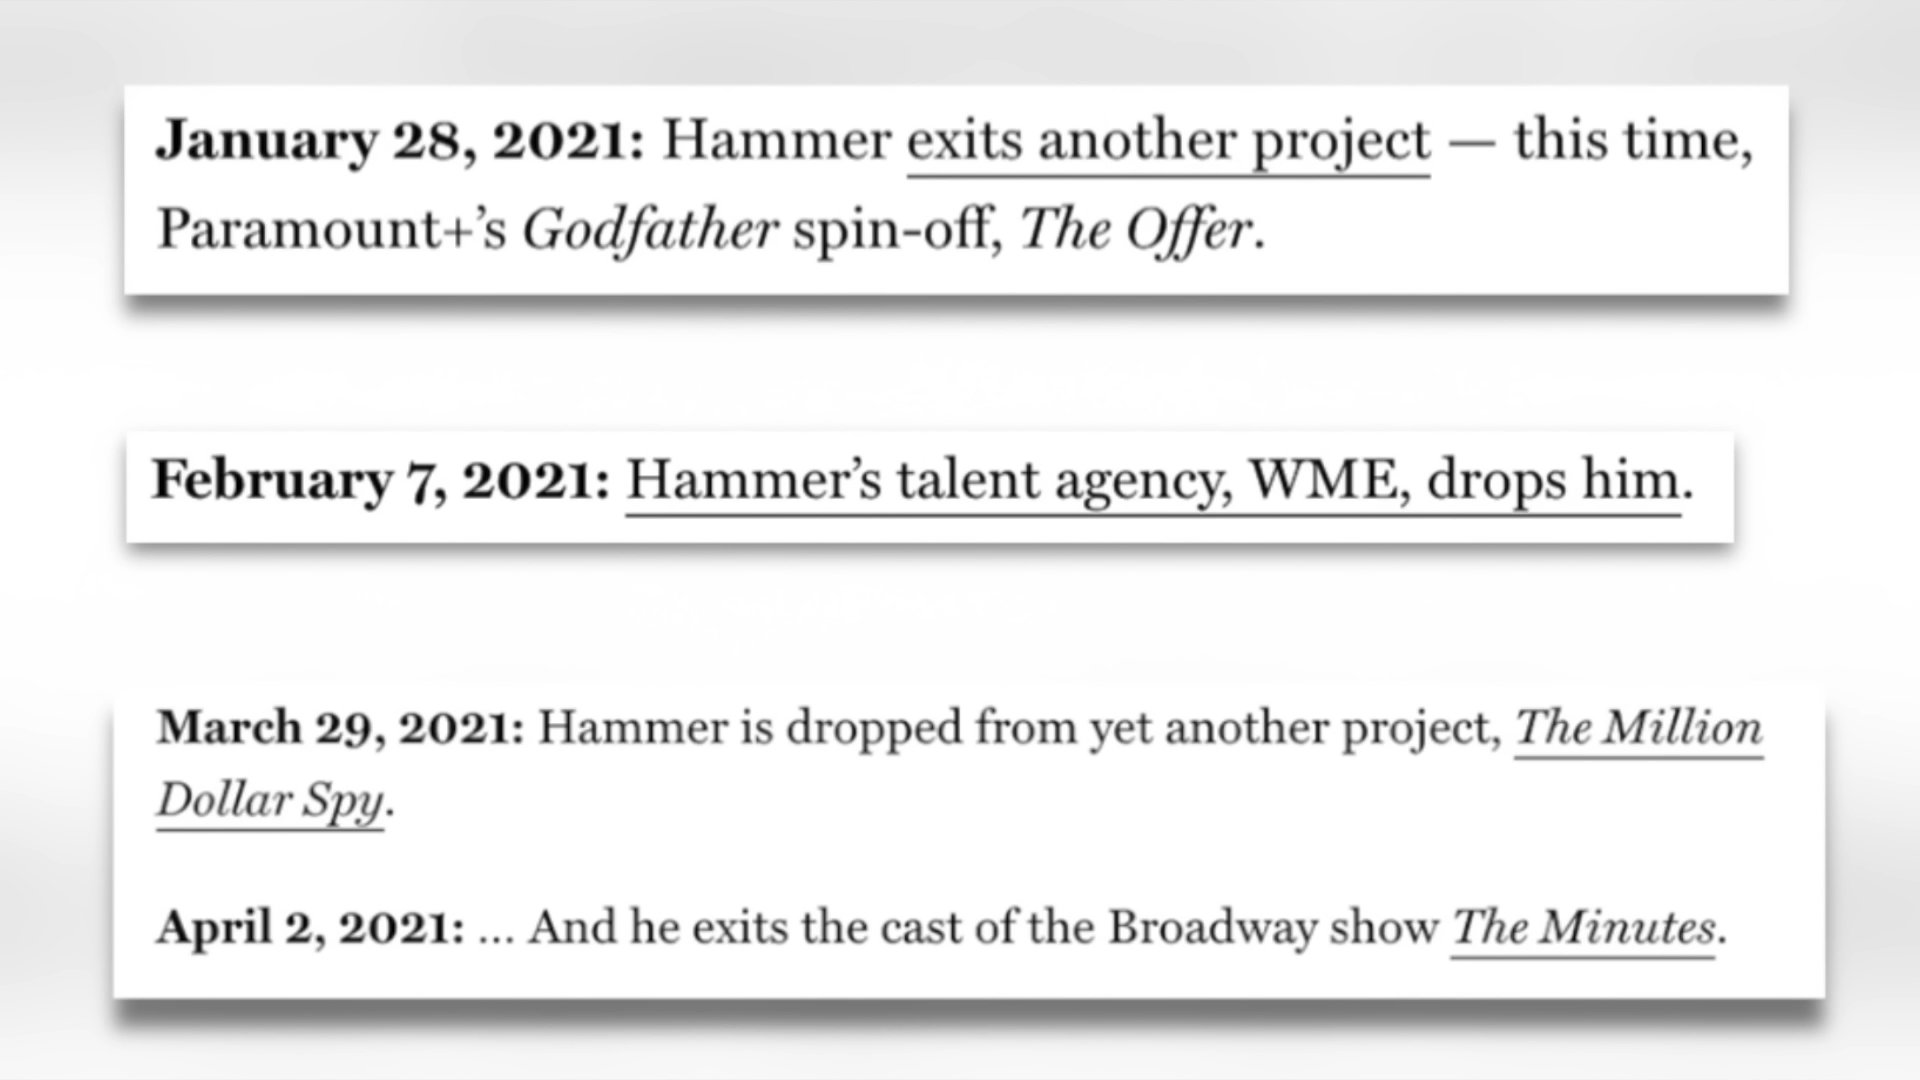 January 28, 2021: Hammer exits another project — this time,
Paramount+’s Godfather spin-off, The Offer.
February 7, 2021: Hammer’s talent agency, WME, drops him.
March 29, 2021: Hammer is dropped from yet another project, The Million
Dollar Spy.
April 2, 2021: ... And he exits the cast of the Broadway show The Minutes.